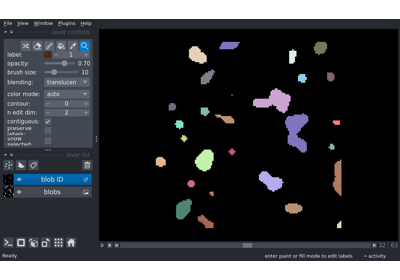 File View Window Plugins Help
layer controls
label: 1
opacity: 0.70
brush size: 10
blending: translucen
color mode: auto
contour: 0
n edit dim: 2
contiguous:
preserve labels:
show selected:
layer list
blob ID
blobs
0 32 63
Ready enter paint or fill mode to edit labels activity